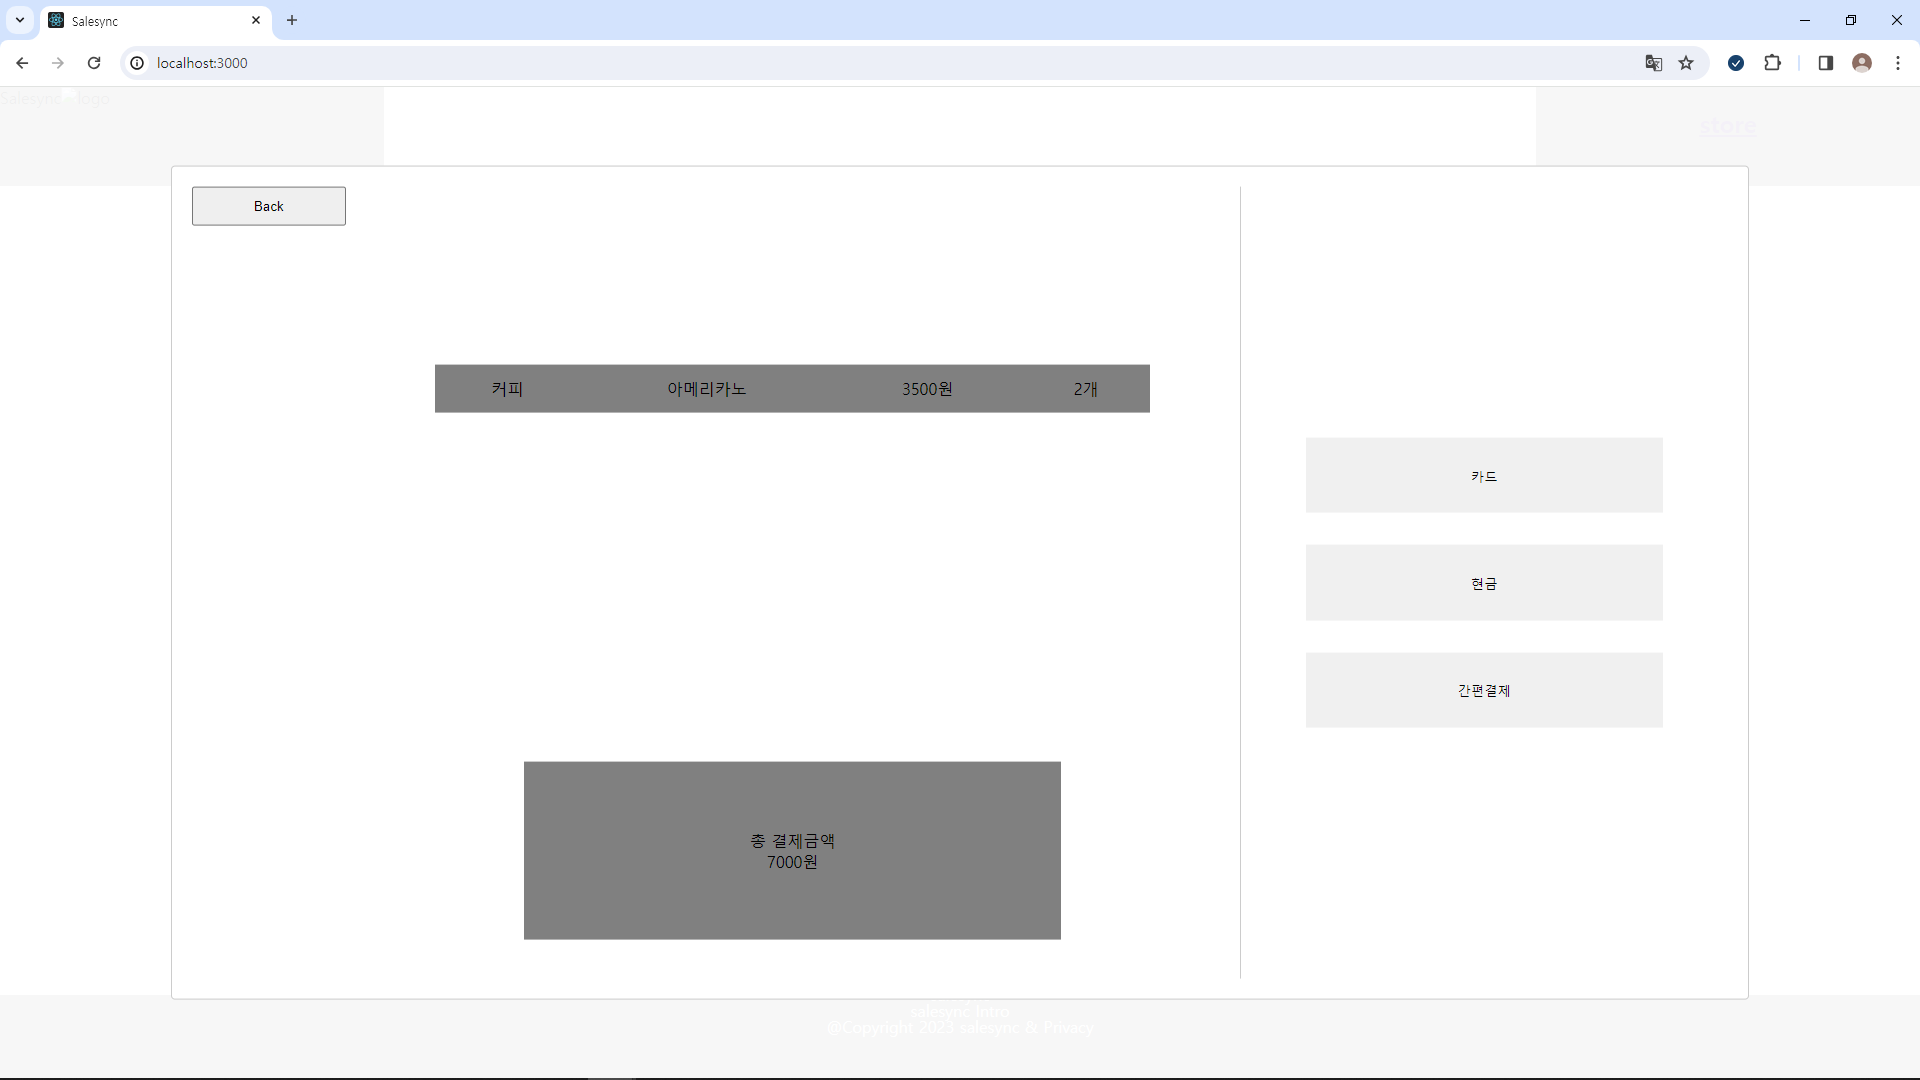 Salesync
localhost:3000
Salesync logo
store
Back
커피 아메리카노 3500원 2개
카드
현금
간편결제
총 결제금액
7000원
salesync Intro
@Copyright 2023 salesync & Privacy